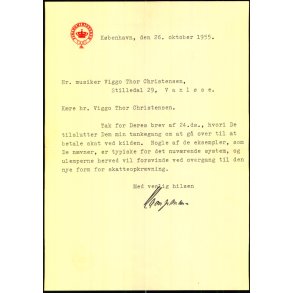 København, den 26. oktober 1955.
Hr. musiker Viggo Thor Christensen,
Stilledal 29, Vanløse.
Kære hr. Viggo Thor Christensen.
Tak for Deres brev af 24.ds., hvori De
tilslutter Dem min tankegang om at gå over til at
betale skat ved kilden. Nogle af de eksempler, som
De nævner, er typiske for det nuværende system, og
ulemperne herved vil forsvinde ved overgang til den
nye form for skatteopkrævning.
Med venlig hilsen